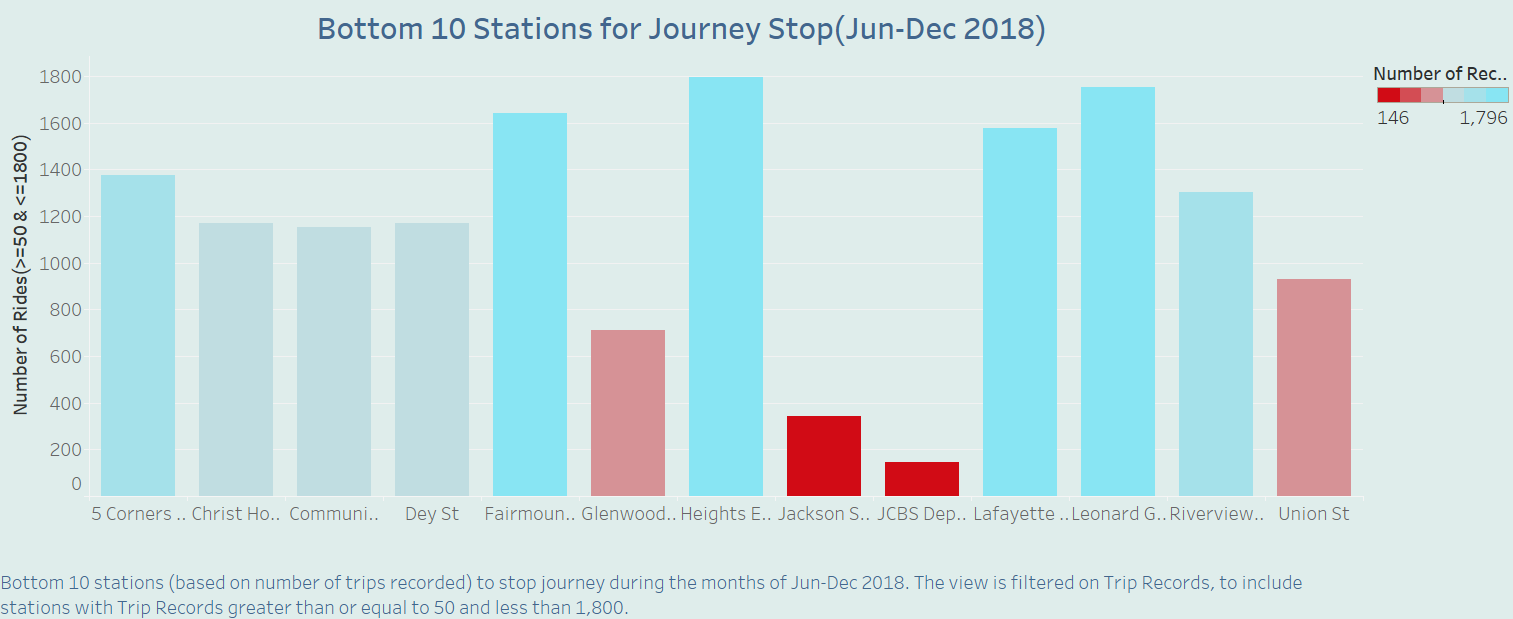 Bottom 10 Stations for Journey Stop(Jun-Dec 2018)
Number of Rec..
146 1,796
Number of Rides(>=50 & <=1800)
1800
1600
1400
1200
1000
800
600
400
200
0
5 Corners .. Christ Ho.. Communi.. Dey St Fairmoun.. Glenwood.. Heights E.. Jackson S.. JCBS Dep.. Lafayette .. Leonard G.. Riverview.. Union St
Bottom 10 stations (based on number of trips recorded) to stop journey during the months of Jun-Dec 2018. The view is filtered on Trip Records, to include
stations with Trip Records greater than or equal to 50 and less than 1,800.